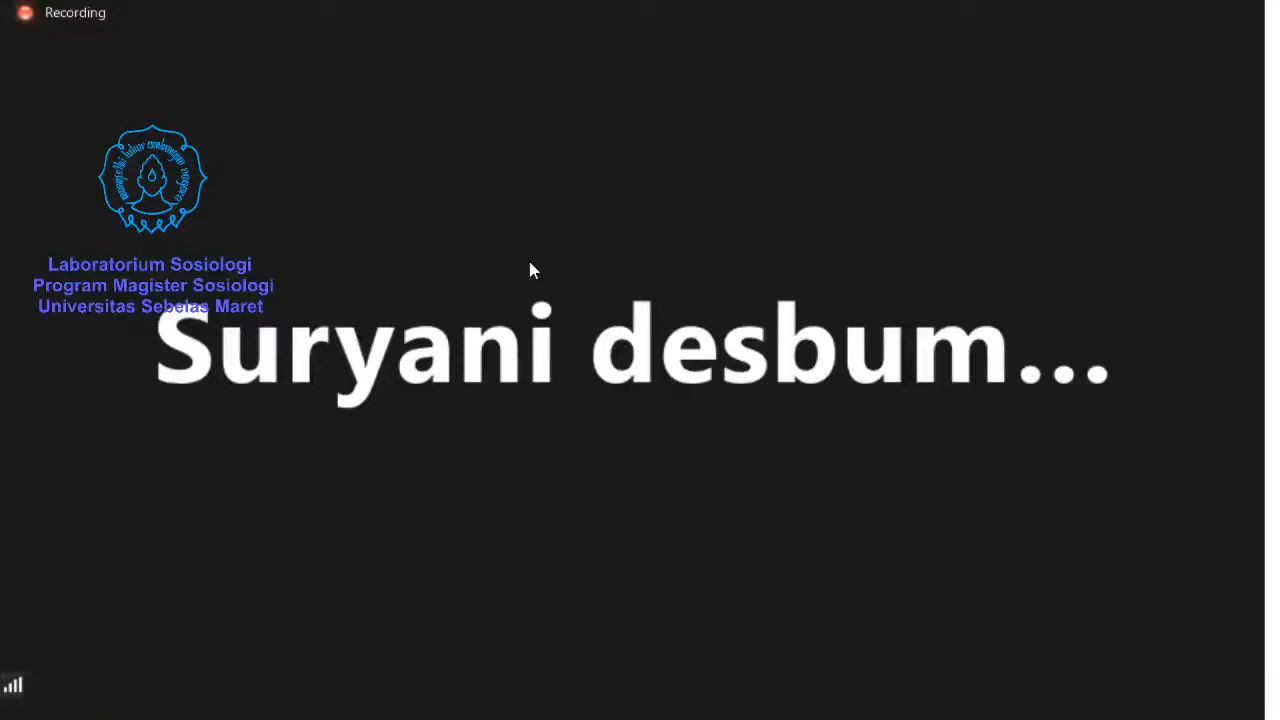 Recording
Laboratorium Sosiologi
Program Magister Sosiologi
Universitas Sebelas Maret
Suryani desbum...